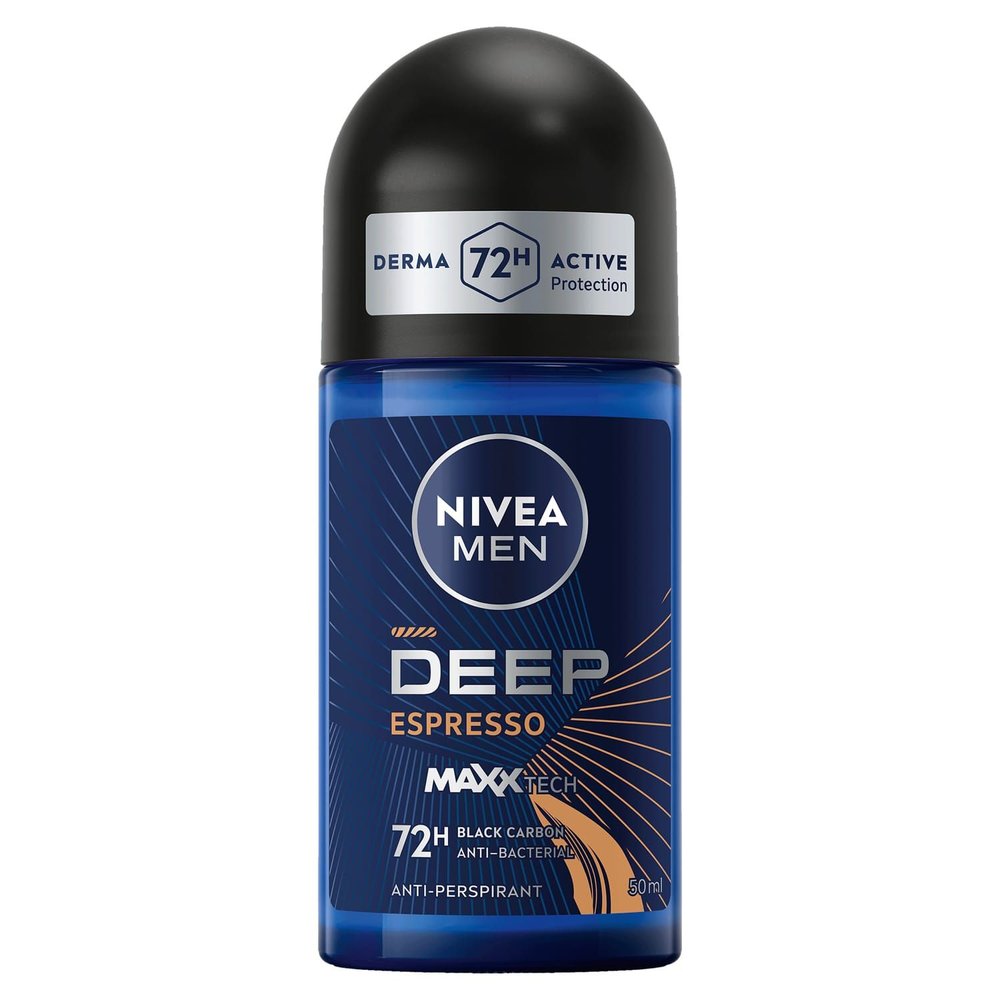 DERMA 72H ACTIVE
Protection
NIVEA
MEN
DEEP
ESPRESSO
MAXXTECH
72H BLACK CARBON
ANTI-BACTERIAL
ANTI-PERSPIRANT 50ml